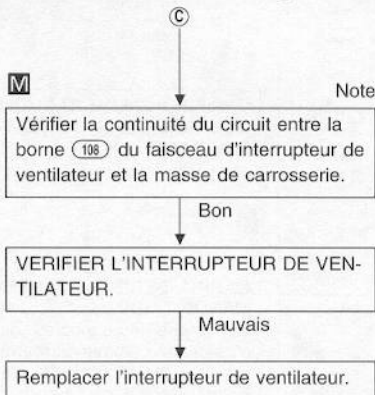 C
M
Note
Vérifier la continuité du circuit entre la
borne 108 du faisceau d'interrupteur de
ventilateur et la masse de carrosserie.
Bon
VERIFIER L'INTERRUPTEUR DE VEN-
TILATEUR.
Mauvais
Remplacer l'interrupteur de ventilateur.